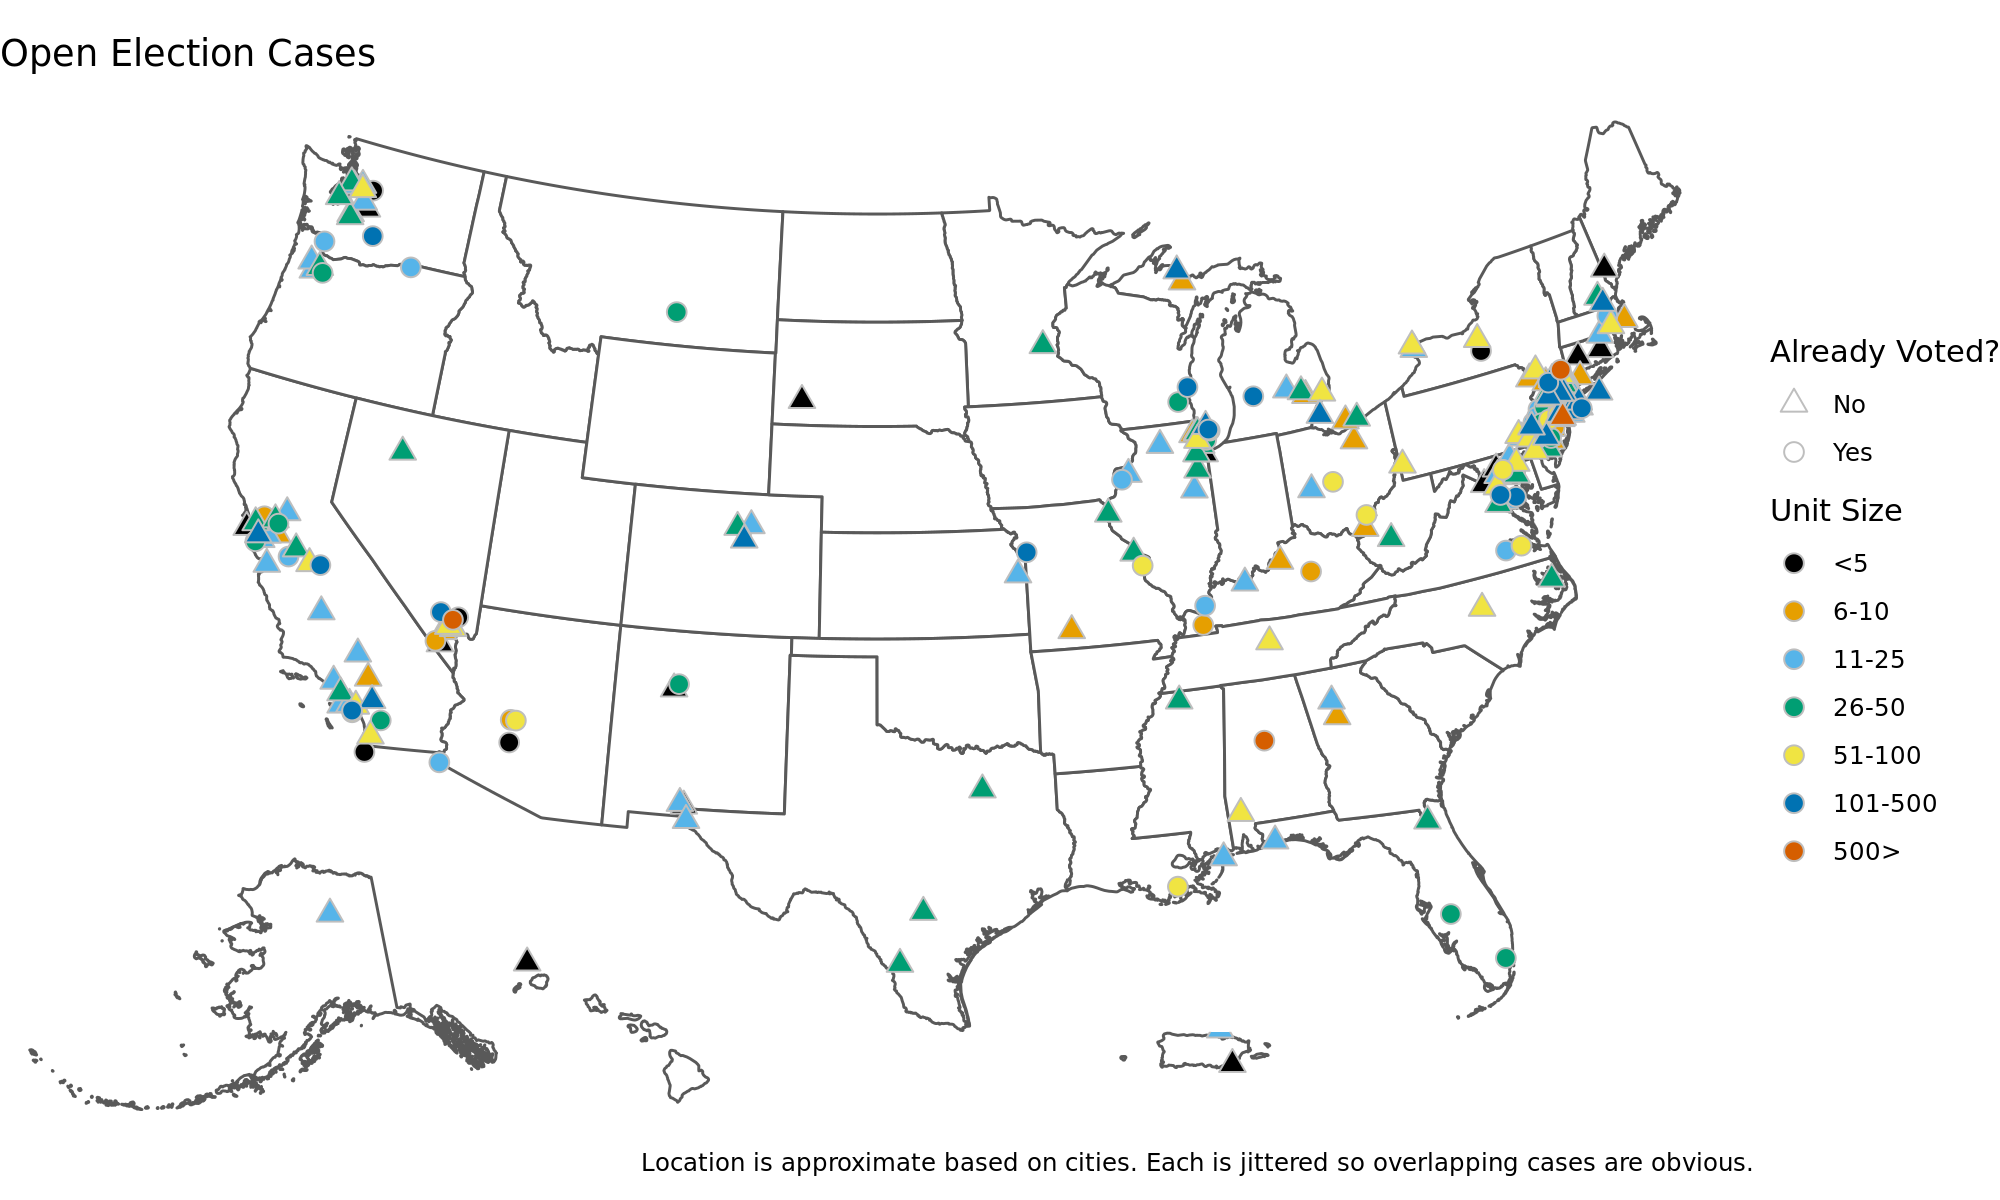 Open Election Cases
Already Voted?
No
Yes
Unit Size
<5
6-10
11-25
26-50
51-100
101-500
500>
Location is approximate based on cities. Each is jittered so overlapping cases are obvious.